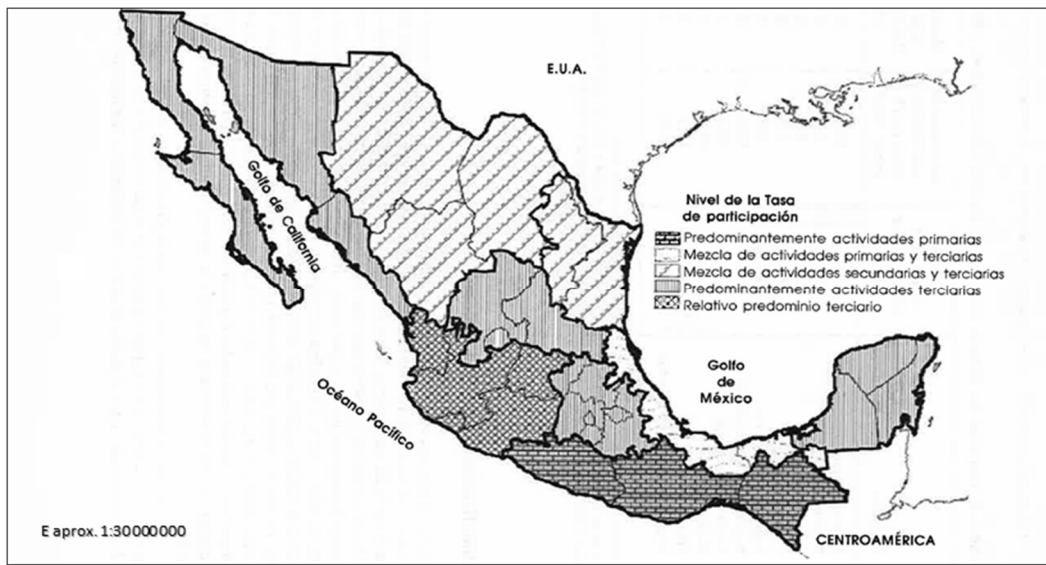 E.U.A.
Golfo de California
Nivel de la Tasa
de participación
Predominantemente actividades primarias
Mezcla de actividades primarias y terciarias
Mezcla de actividades secundarias y terciarias
Predominantemente actividades terciarias
Relativo predominio terciario
Golfo
de
México
Océano Pacífico
E aprox. 1:30000000
CENTROAMÉRICA